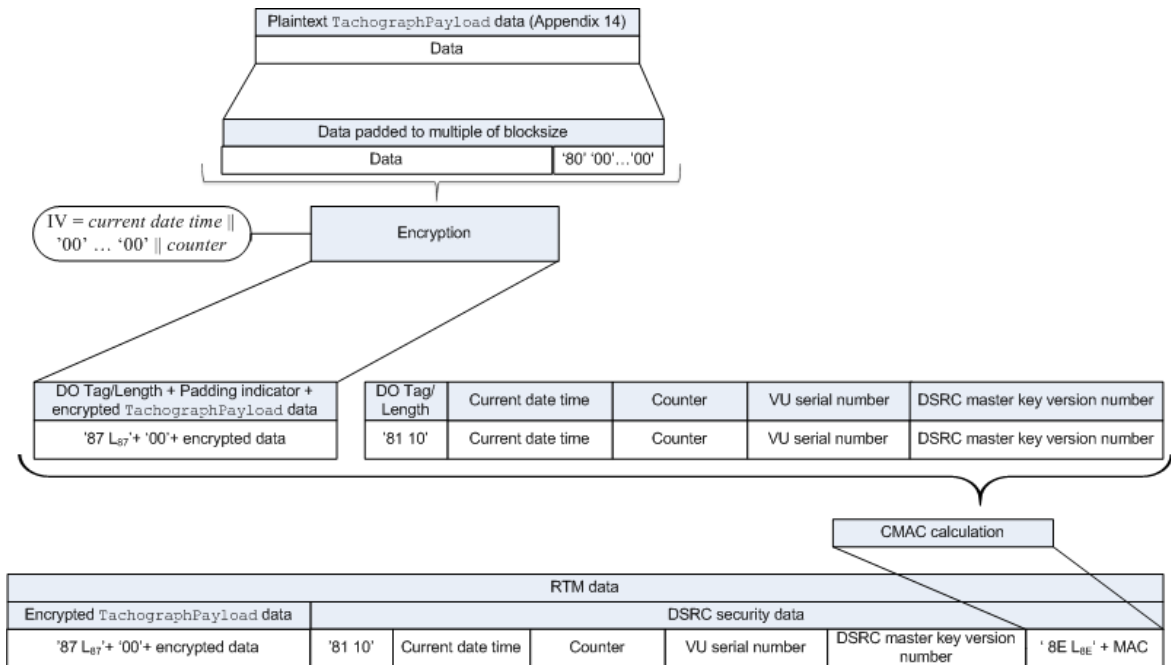 Plaintext TachographPayload data (Appendix 14)
Data
Data padded to multiple of blocksize
Data
‘80’ ‘00’…‘00’
IV = current date time ||
’00’ … ‘00’ || counter
Encryption
DO Tag/Length + Padding indicator +
encrypted TachographPayload data
DO Tag/
Length
Current date time
Counter
VU serial number
DSRC master key version number
’87 L87’+ ‘00’+ encrypted data
’81 10’
Current date time
Counter
VU serial number
DSRC master key version number
CMAC calculation
RTM data
Encrypted TachographPayload data
DSRC security data
’87 L87’+ ‘00’+ encrypted data
’81 10’
Current date time
Counter
VU serial number
DSRC master key version
number
‘ 8E L8E’ + MAC